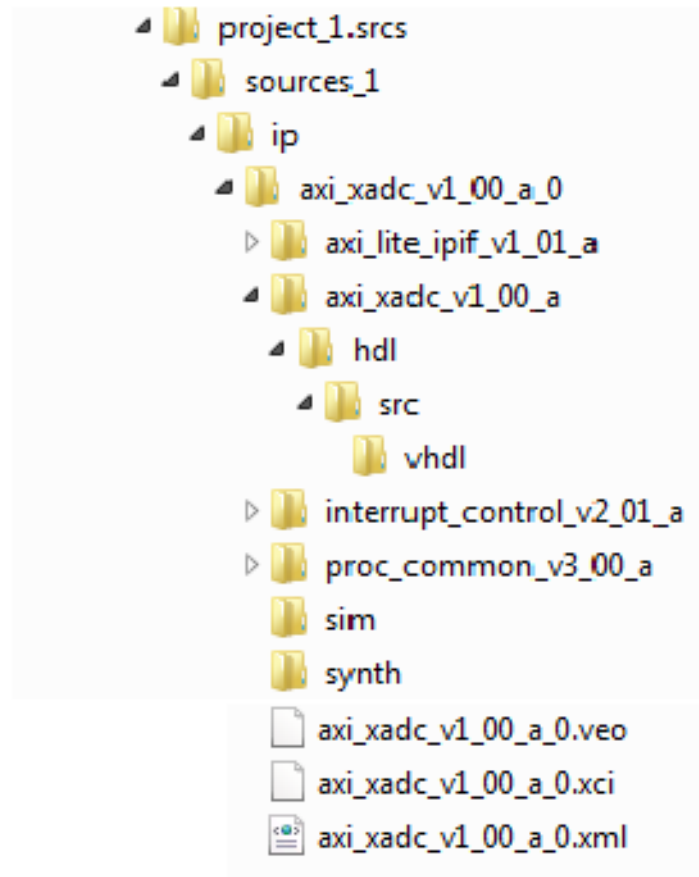 project_1.srcs
sources_1
ip
axi_xadc_v1_00_a_0
axi_lite_ipif_v1_01_a
axi_xadc_v1_00_a
hdl
src
vhdl
interrupt_control_v2_01_a
proc_common_v3_00_a
sim
synth
axi_xadc_v1_00_a_0.veo
axi_xadc_v1_00_a_0.xci
axi_xadc_v1_00_a_0.xml